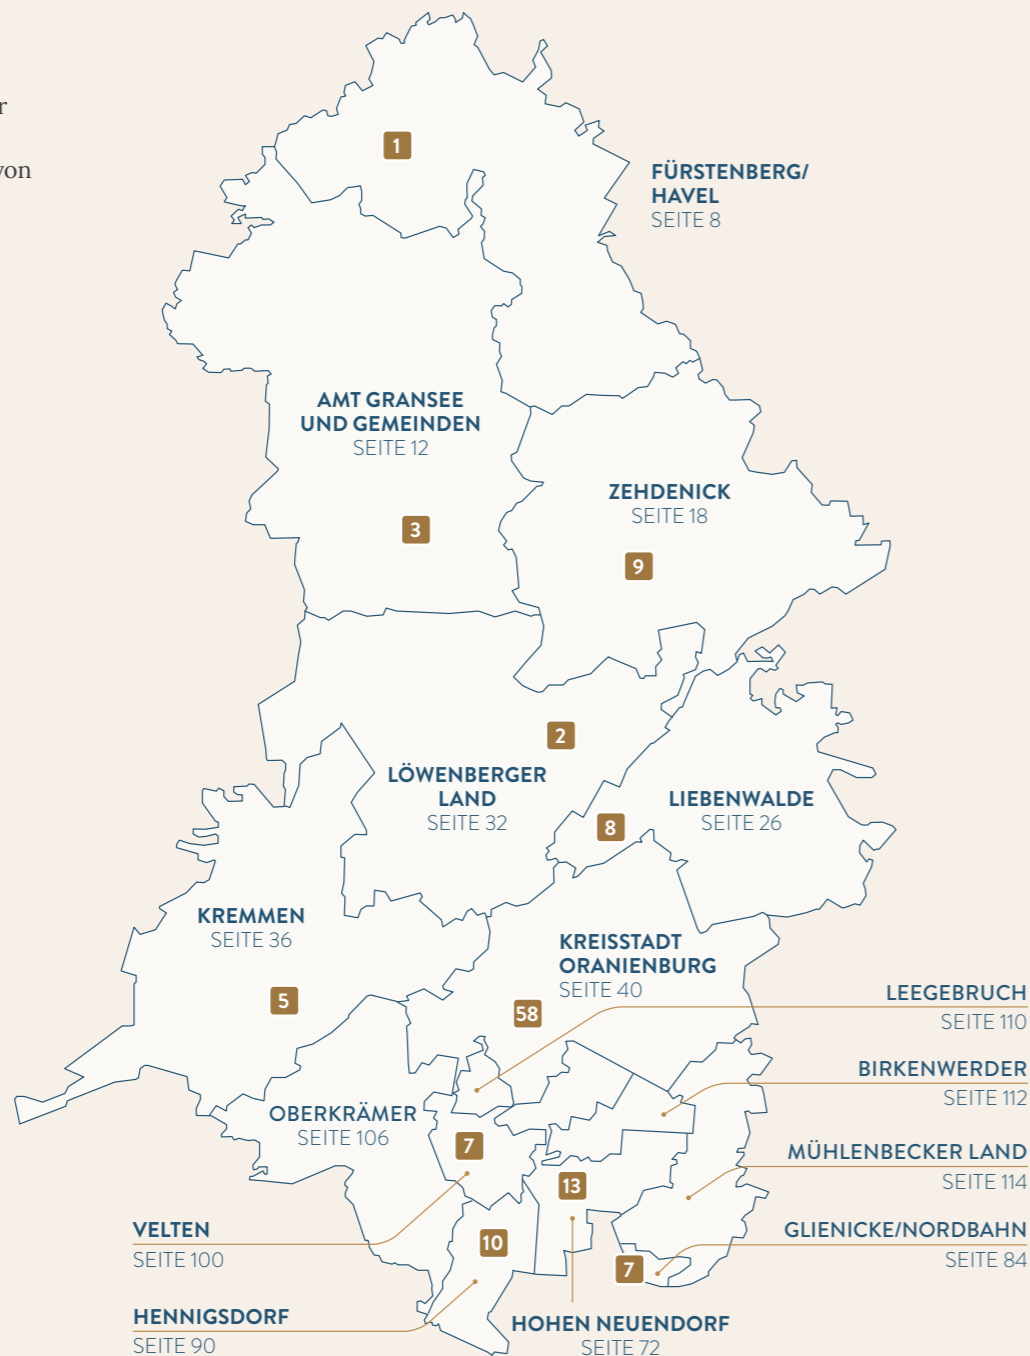 r
von
1
FÜRSTENBERG/
HAVEL
SEITE 8
AMT GRANSEE
UND GEMEINDEN
SEITE 12
3
ZEHDENICK
SEITE 18
9
2
LÖWENBERGER
LAND
SEITE 32
8
LIEBENWALDE
SEITE 26
KREMMEN
SEITE 36
5
KREISSTADT
ORANIENBURG
SEITE 40
58
LEEGEBRUCH
SEITE 110
BIRKENWERDER
SEITE 112
OBERKRÄMER
SEITE 106
7
MÜHLENBECKER LAND
SEITE 114
13
VELTEN
SEITE 100
10
GLIENICKE/NORDBAHN
SEITE 84
7
HENNIGSDORF
SEITE 90
HOHEN NEUENDORF
SEITE 72